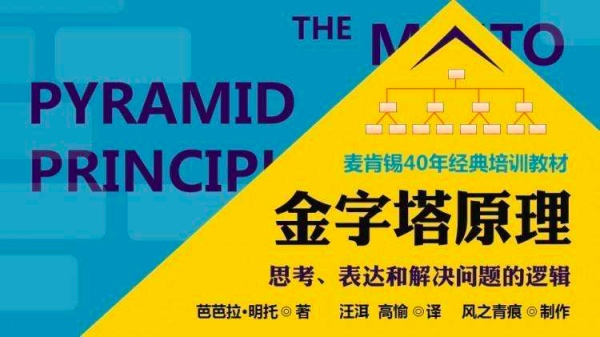 THE M NTO
PYRAMID
PRINCIPL
麦肯锡40年经典培训教材
金字塔原理
思考、表达和解决问题的逻辑
芭芭拉·明托◎著 汪洱 高愉◎译 风之青痕◎制作